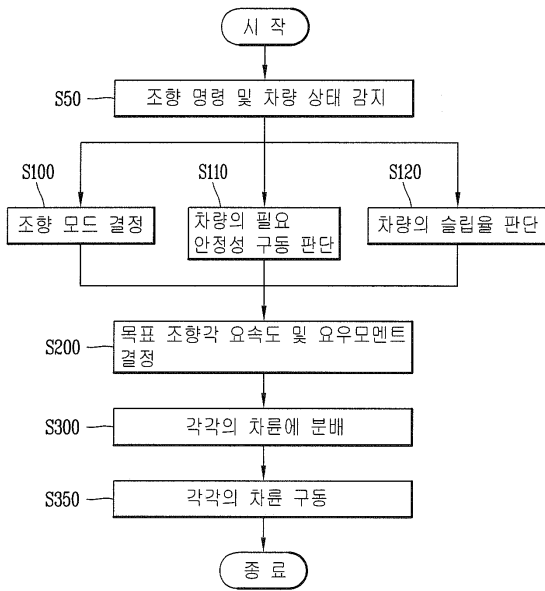 시 작
S50
조향 명령 및 차량 상태 감지
S100
조향 모드 결정
S110
차량의 필요
안정성 구동 판단
S120
차량의 슬립율 판단
S200
목표 조향각 요속도 및 요우모멘트
결정
S300
각각의 차륜에 분배
S350
각각의 차륜 구동
종 료